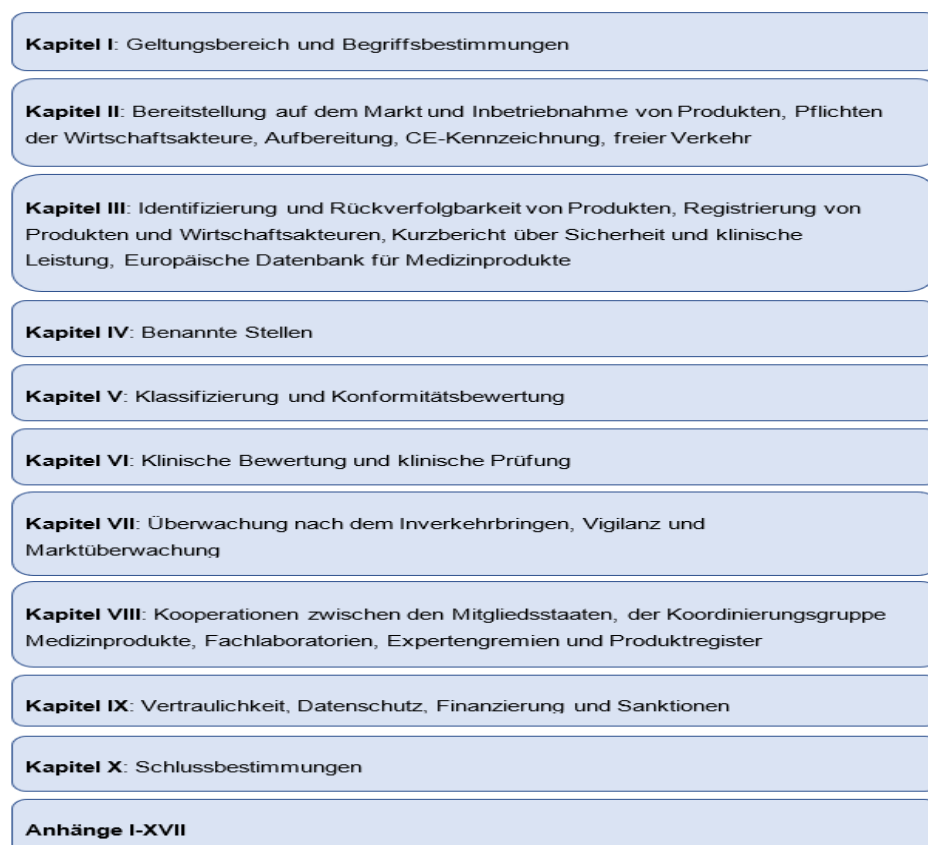 Kapitel I: Geltungsbereich und Begriffsbestimmungen
Kapitel II: Bereitstellung auf dem Markt und Inbetriebnahme von Produkten, Pflichten
der Wirtschaftsakteure, Aufbereitung, CE-Kennzeichnung, freier Verkehr
Kapitel III: Identifizierung und Rückverfolgbarkeit von Produkten, Registrierung von
Produkten und Wirtschaftsakteuren, Kurzbericht über Sicherheit und klinische
Leistung, Europäische Datenbank für Medizinprodukte
Kapitel IV: Benannte Stellen
Kapitel V: Klassifizierung und Konformitätsbewertung
Kapitel VI: Klinische Bewertung und klinische Prüfung
Kapitel VII: Überwachung nach dem Inverkehrbringen, Vigilanz und
Marktüberwachung
Kapitel VIII: Kooperationen zwischen den Mitgliedsstaaten, der Koordinierungsgruppe
Medizinprodukte, Fachlaboratorien, Expertengremien und Produktregister
Kapitel IX: Vertraulichkeit, Datenschutz, Finanzierung und Sanktionen
Kapitel X: Schlussbestimmungen
Anhänge I-XVII